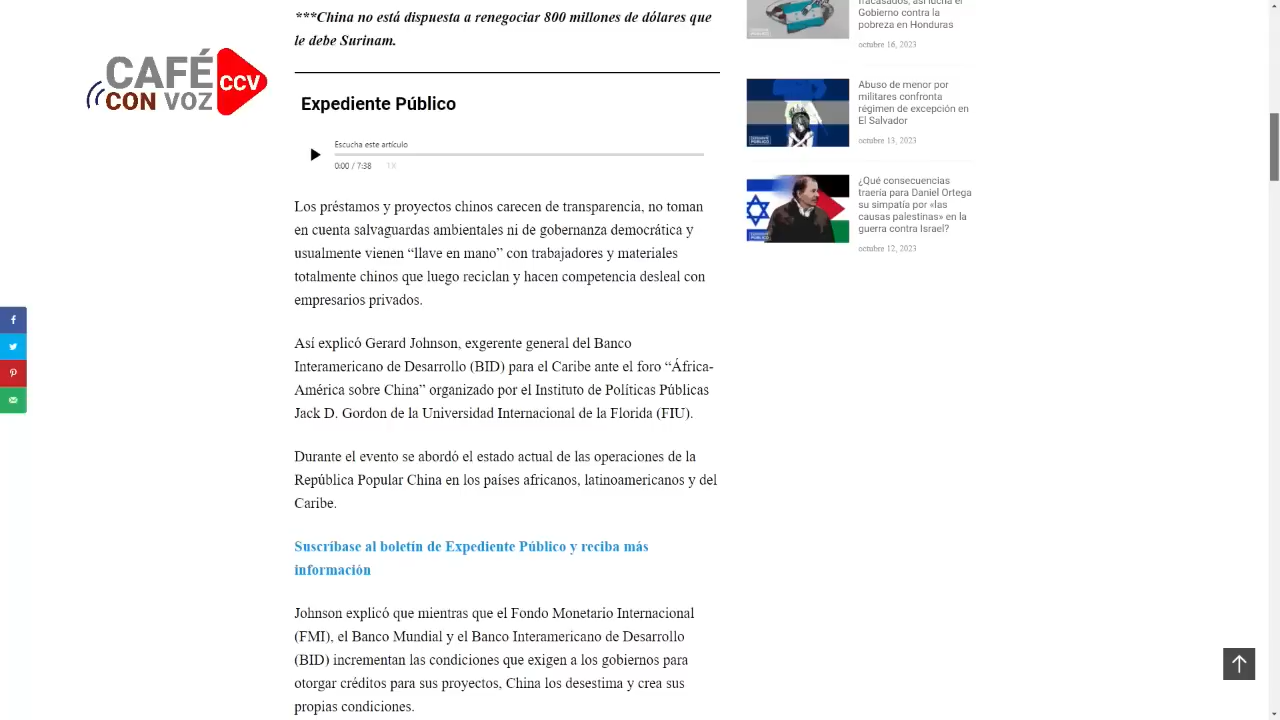 ***China no está dispuesta a renegociar 800 millones de dólares que
le debe Surinam.
CAFÉ
CON VOZ
CCV
Expediente Público
Escucha este artículo
0:00 / 7:38
1X
Los préstamos y proyectos chinos carecen de transparencia, no toman
en cuenta salvaguardas ambientales ni de gobernanza democrática y
usualmente vienen “llave en mano” con trabajadores y materiales
totalmente chinos que luego reciclan y hacen competencia desleal con
empresarios privados.
Así explicó Gerard Johnson, exgerente general del Banco
Interamericano de Desarrollo (BID) para el Caribe ante el foro “África-
América sobre China” organizado por el Instituto de Políticas Públicas
Jack D. Gordon de la Universidad Internacional de la Florida (FIU).
Durante el evento se abordó el estado actual de las operaciones de la
República Popular China en los países africanos, latinoamericanos y del
Caribe.
Suscríbase al boletín de Expediente Público y reciba más
información
Johnson explicó que mientras que el Fondo Monetario Internacional
(FMI), el Banco Mundial y el Banco Interamericano de Desarrollo
(BID) incrementan las condiciones que exigen a los gobiernos para
otorgar créditos para sus proyectos, China los desestima y crea sus
propias condiciones.
fracasados, así lucha el
Gobierno contra la
pobreza en Honduras
octubre 16, 2023
Abuso de menor por
militares confronta
régimen de excepción en
El Salvador
octubre 13, 2023
¿Qué consecuencias
traería para Daniel Ortega
su simpatía por «las
causas palestinas» en la
guerra contra Israel?
octubre 12, 2023